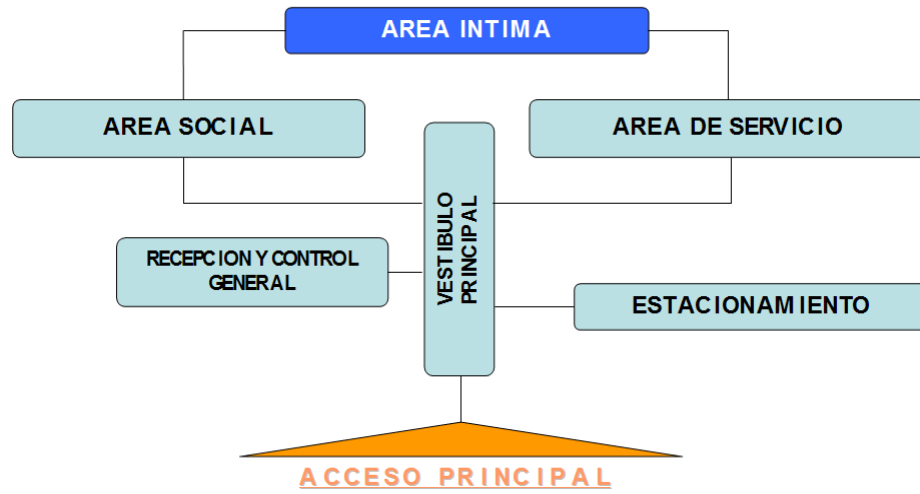 AREA INTIMA
AREA SOCIAL
AREA DE SERVICIO
VESTIBULO
PRINCIPAL
RECEPCION Y CONTROL
GENERAL
ESTACIONAMIENTO
ACCESO PRINCIPAL